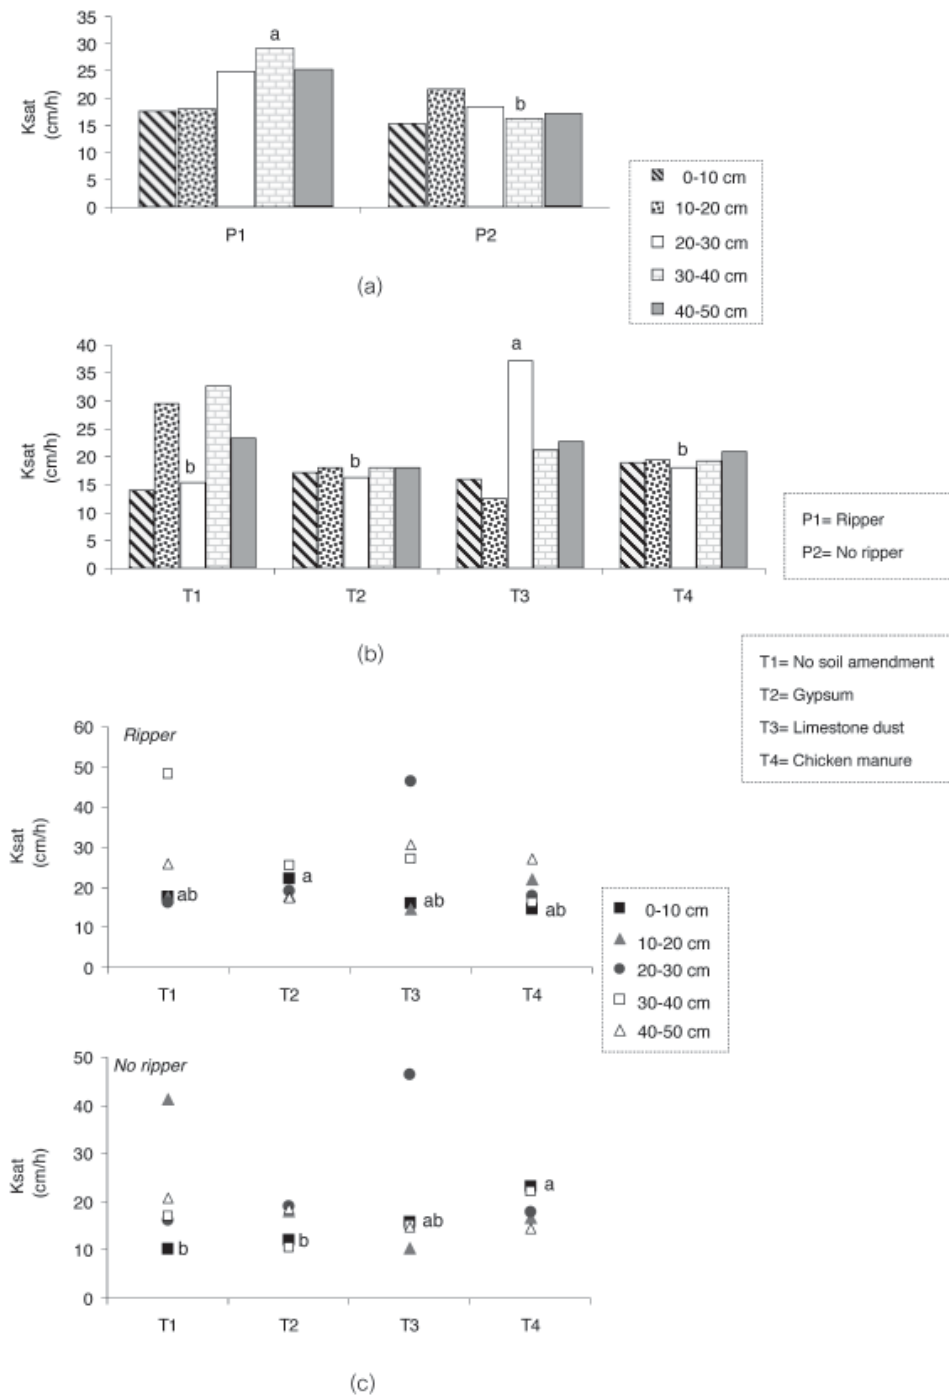 35
30
25
20
15
10
5
0
Ksat
(cm/h)
a
b
P1
P2
(a)
0-10 cm
10-20 cm
20-30 cm
30-40 cm
40-50 cm
40
35
30
25
20
15
10
5
0
Ksat
(cm/h)
b
b
a
b
T1
T2
T3
T4
(b)
P1= Ripper
P2= No ripper
T1= No soil amendment
T2= Gypsum
T3= Limestone dust
T4= Chicken manure
60
50
40
30
20
10
0
Ksat
(cm/h)
Ripper
ab
a
ab
ab
T1
T2
T3
T4
0-10 cm
10-20 cm
20-30 cm
30-40 cm
40-50 cm
50
40
30
20
10
0
Ksat
(cm/h)
No ripper
b
b
ab
a
T1
T2
T3
T4
(c)